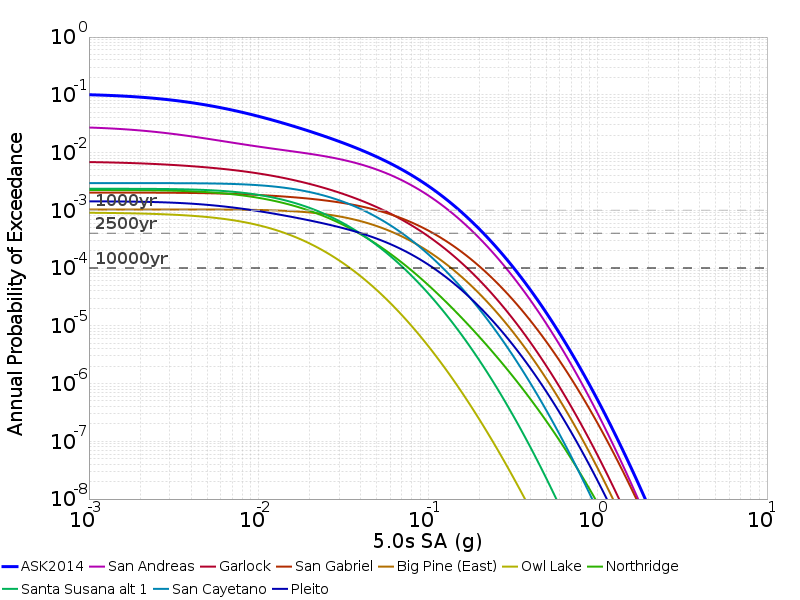 10^0
10^-1
10^-2
10^-3
10^-4
10^-5
10^-6
10^-7
10^-8
Annual Probability of Exceedance
1000yr
2500yr
10000yr
10^-3 10^-2 10^-1 10^0 10^1
5.0s SA (g)
ASK2014 San Andreas Garlock San Gabriel Big Pine (East) Owl Lake Northridge
Santa Susana alt 1 San Cayetano Pleito